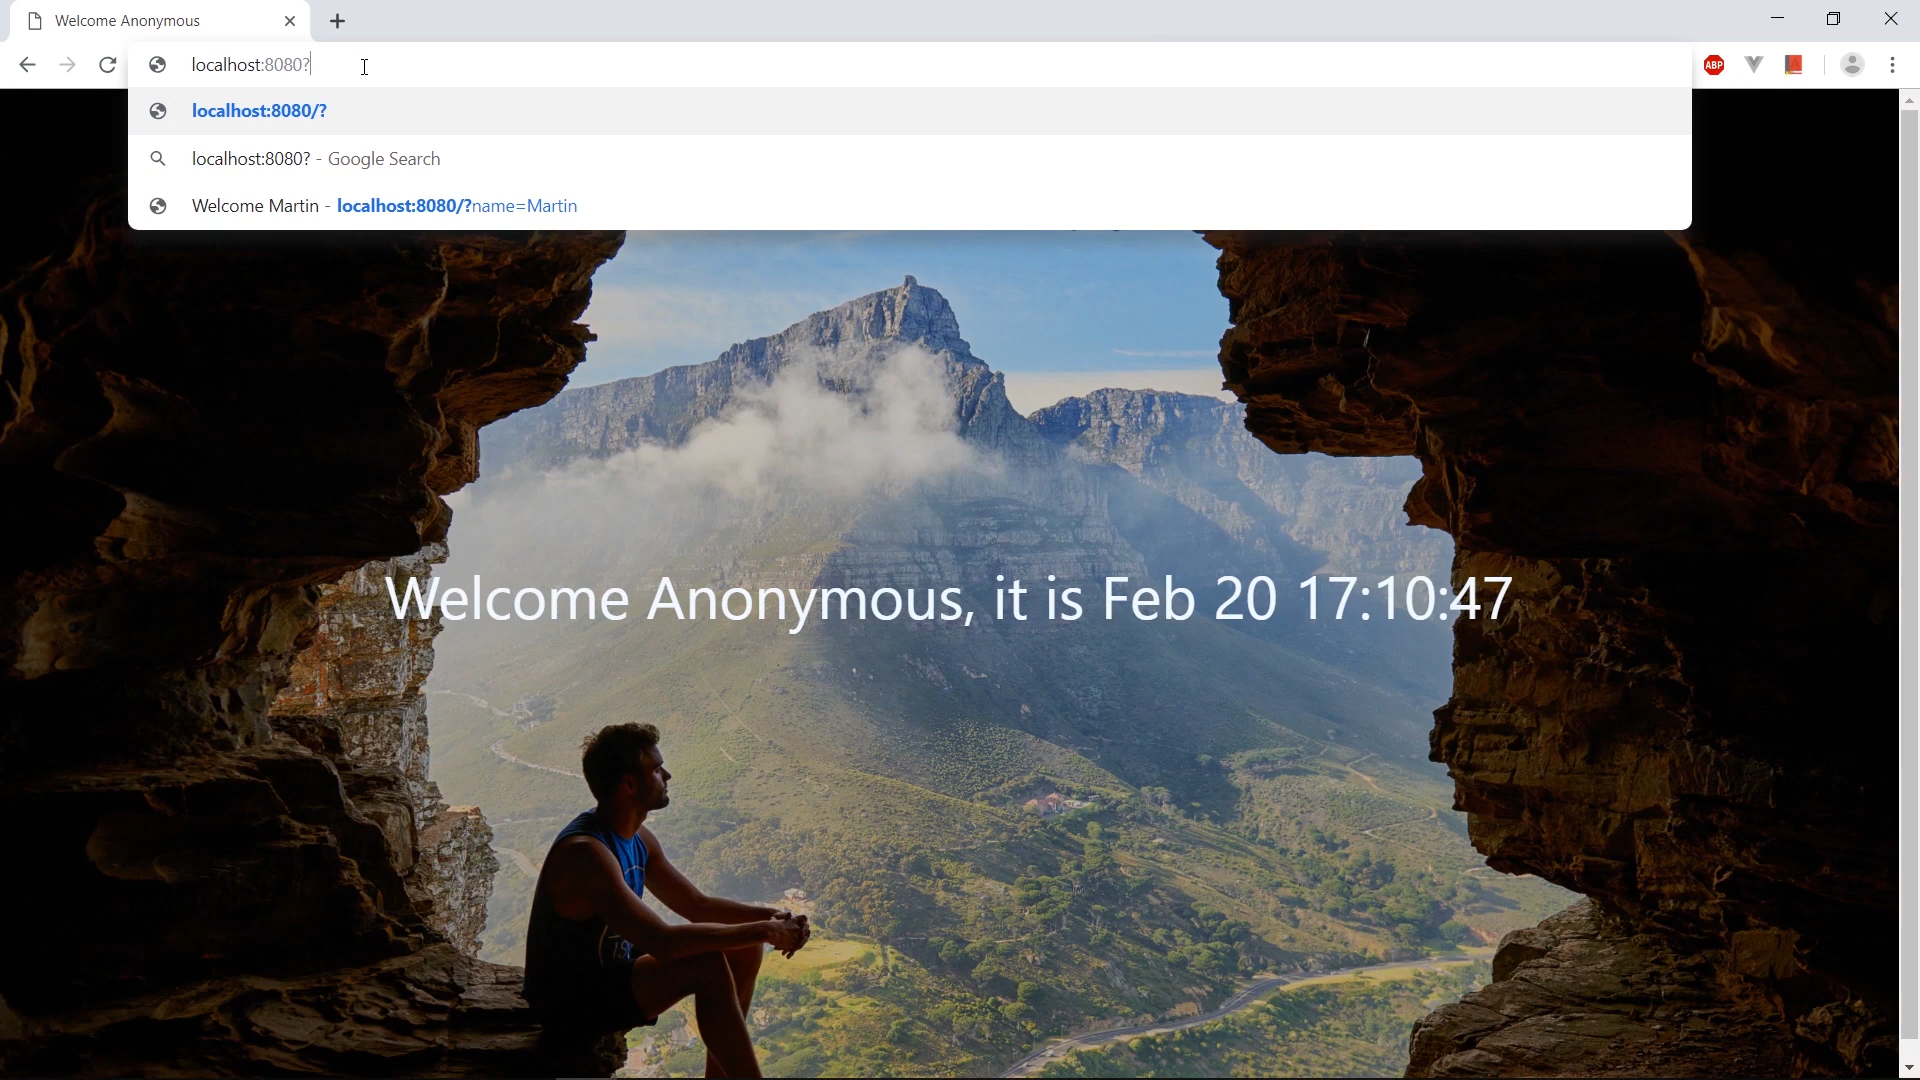 Welcome Anonymous
localhost:8080?
ABP
localhost:8080/?
localhost:8080? - Google Search
Welcome Martin - localhost:8080/?name=Martin
Welcome Anonymous, it is Feb 20 17:10:47